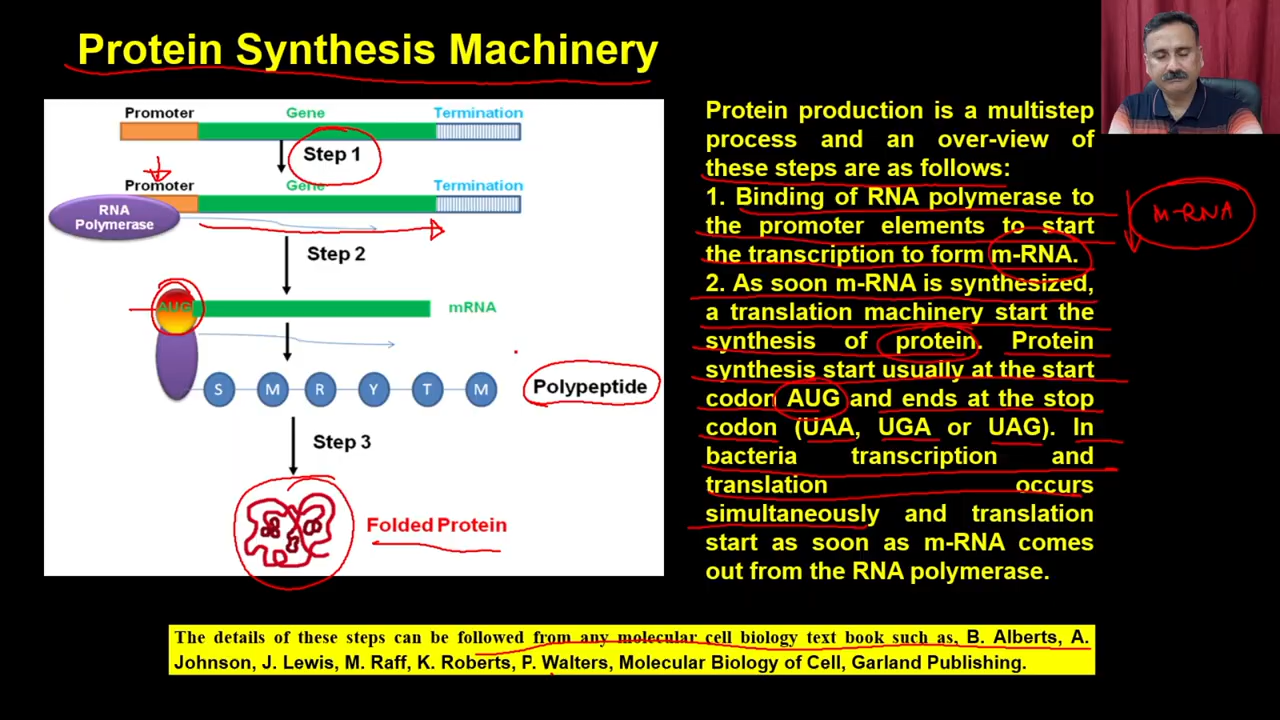 Protein Synthesis Machinery
Promoter Gene Termination
Step 1
Promoter Gene Termination
RNA
Polymerase
Step 2
AUG mRNA
S M R Y T M Polypeptide
Step 3
Folded Protein
Protein production is a multistep
process and an over-view of
these steps are as follows:
1. Binding of RNA polymerase to
the promoter elements to start
the transcription to form m-RNA.
2. As soon m-RNA is synthesized,
a translation machinery start the
synthesis of protein. Protein
synthesis start usually at the start
codon AUG and ends at the stop
codon (UAA, UGA or UAG). In
bacteria transcription and
translation occurs
simultaneously and translation
start as soon as m-RNA comes
out from the RNA polymerase.
M-RNA
The details of these steps can be followed from any molecular cell biology text book such as, B. Alberts, A.
Johnson, J. Lewis, M. Raff, K. Roberts, P. Walters, Molecular Biology of Cell, Garland Publishing.